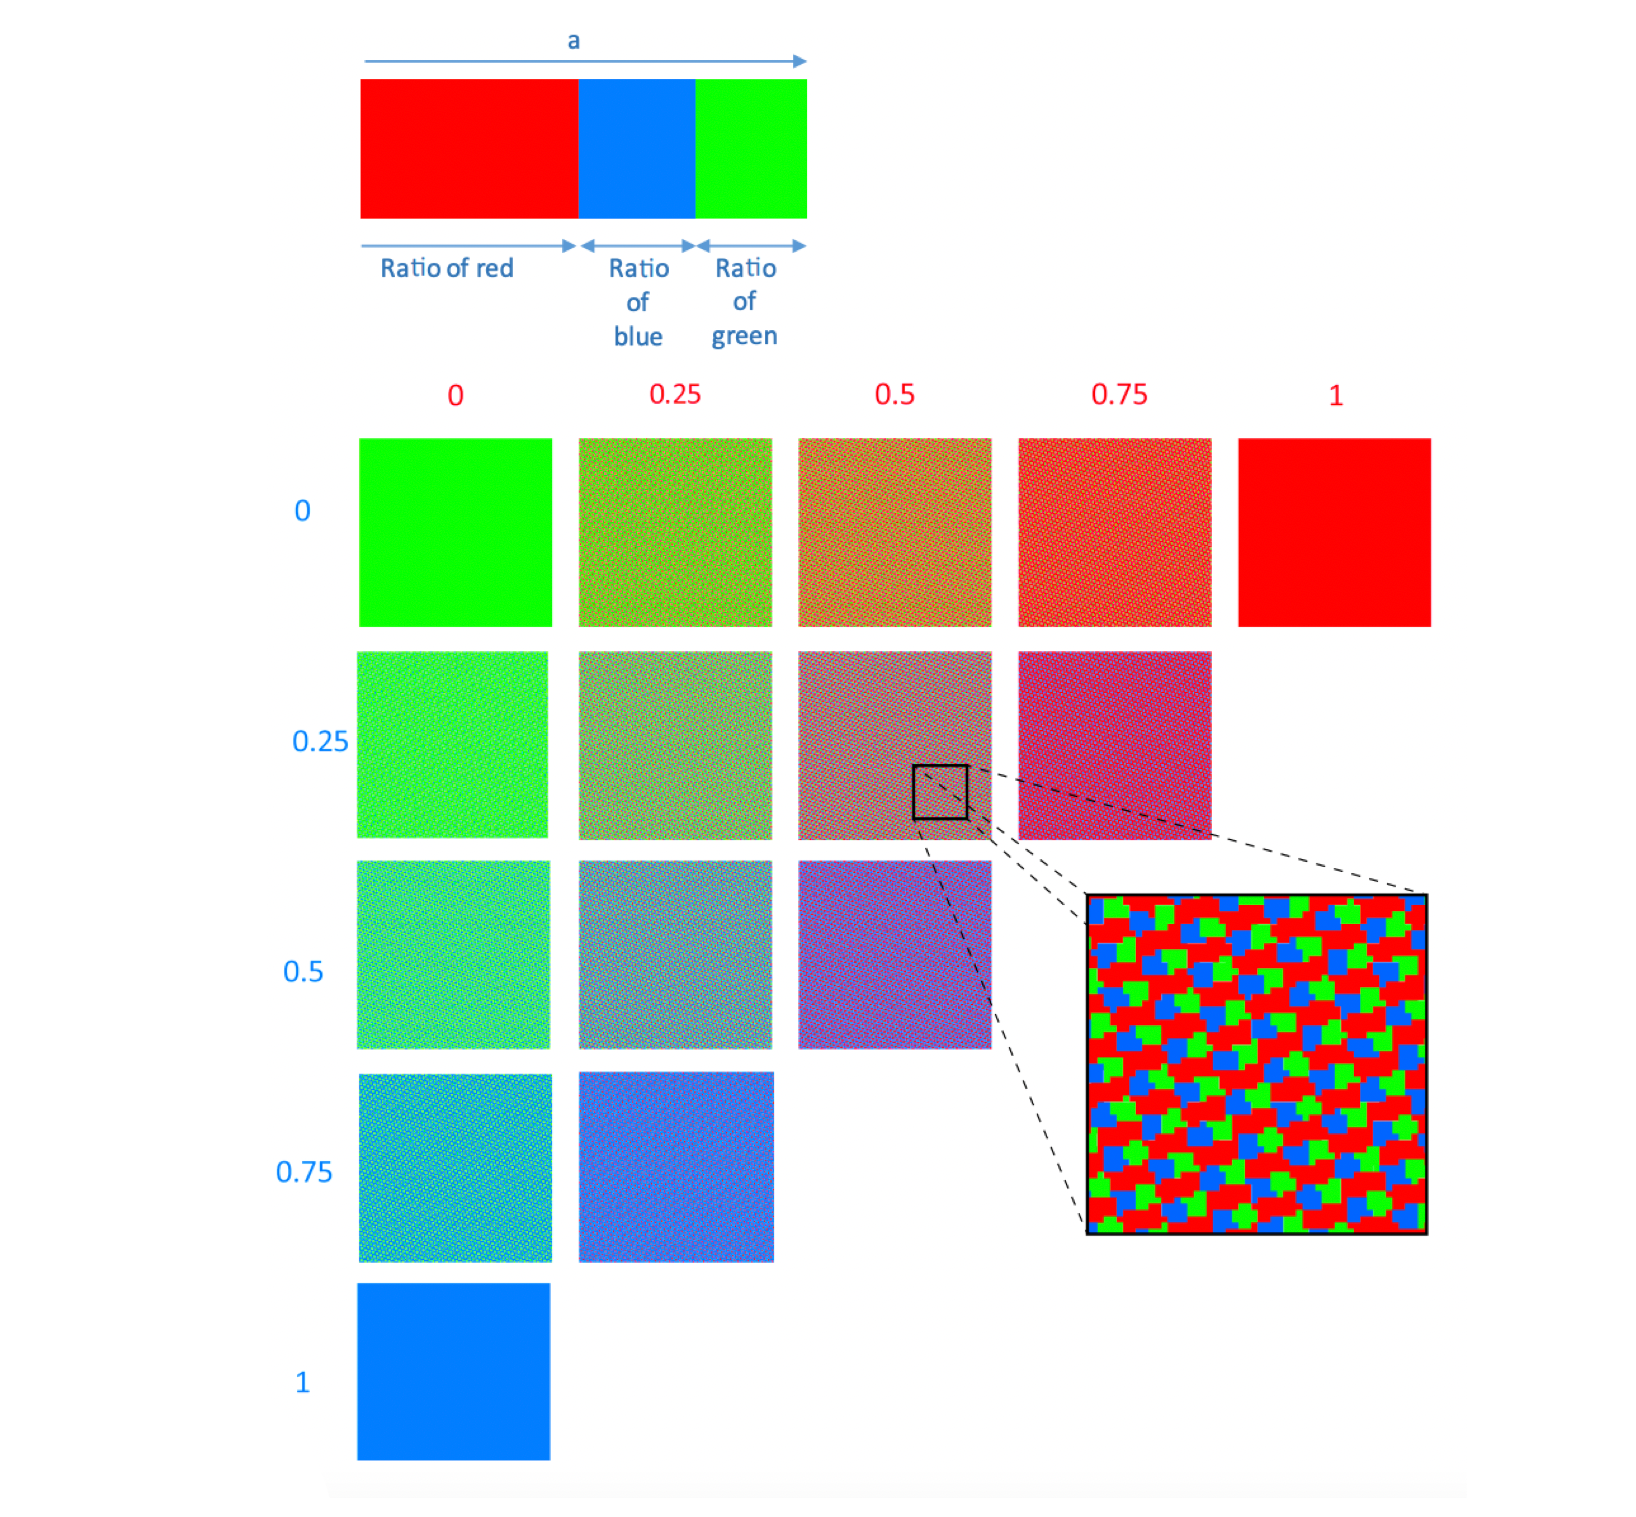 a
Ratio of red
Ratio
of
blue
Ratio
of
green
0 0.25 0.5 0.75 1
0
0.25
0.5
0.75
1